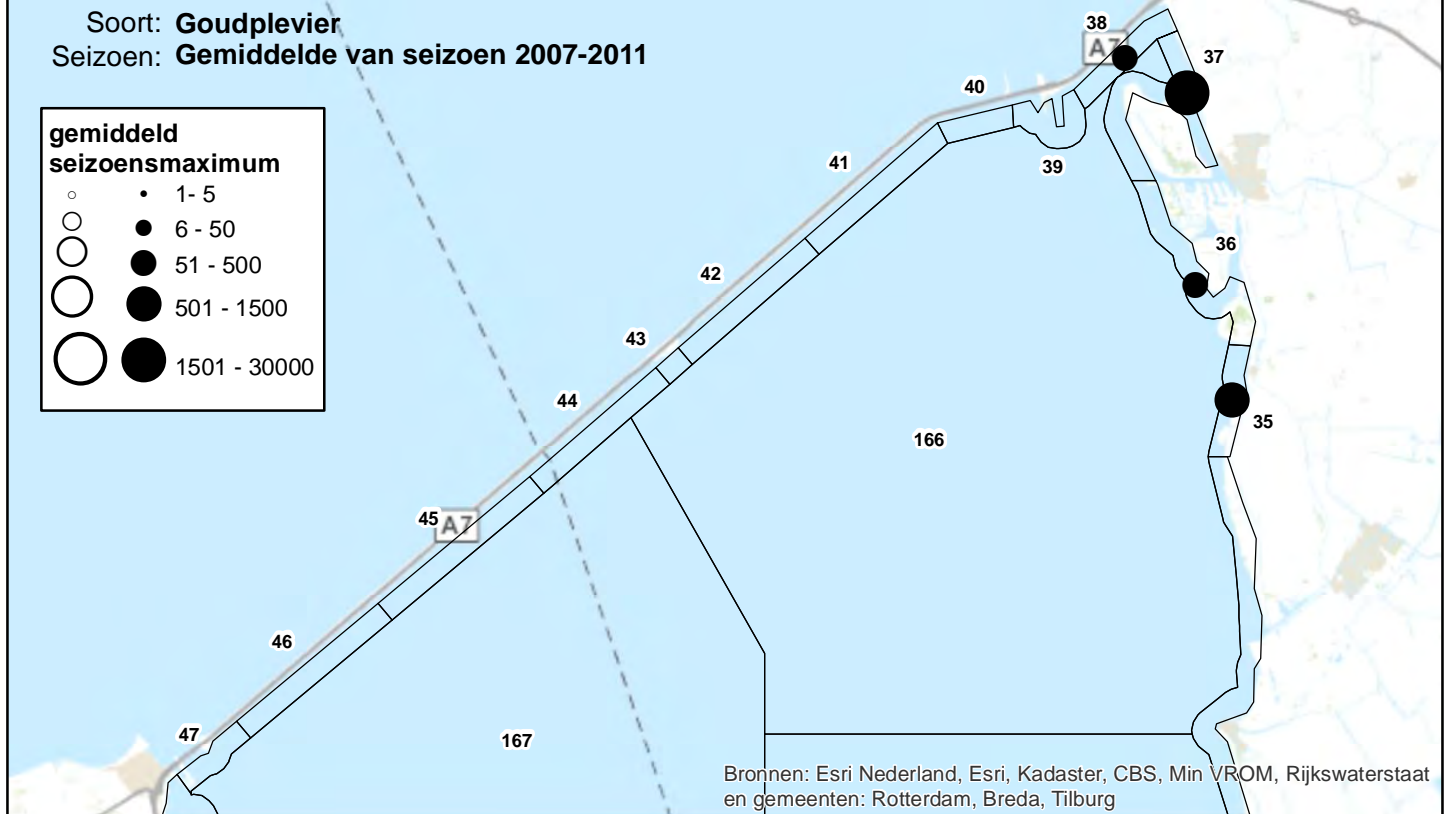 Soort: Goudplevier
Seizoen: Gemiddelde van seizoen 2007-2011
gemiddeld
seizoensmaximum
1- 5
6 - 50
51 - 500
501 - 1500
1501 - 30000
38
A7
37
40
41
39
36
42
43
44
35
166
45
A7
46
47
167
Bronnen: Esri Nederland, Esri, Kadaster, CBS, Min VROM, Rijkswaterstaat
en gemeenten: Rotterdam, Breda, Tilburg